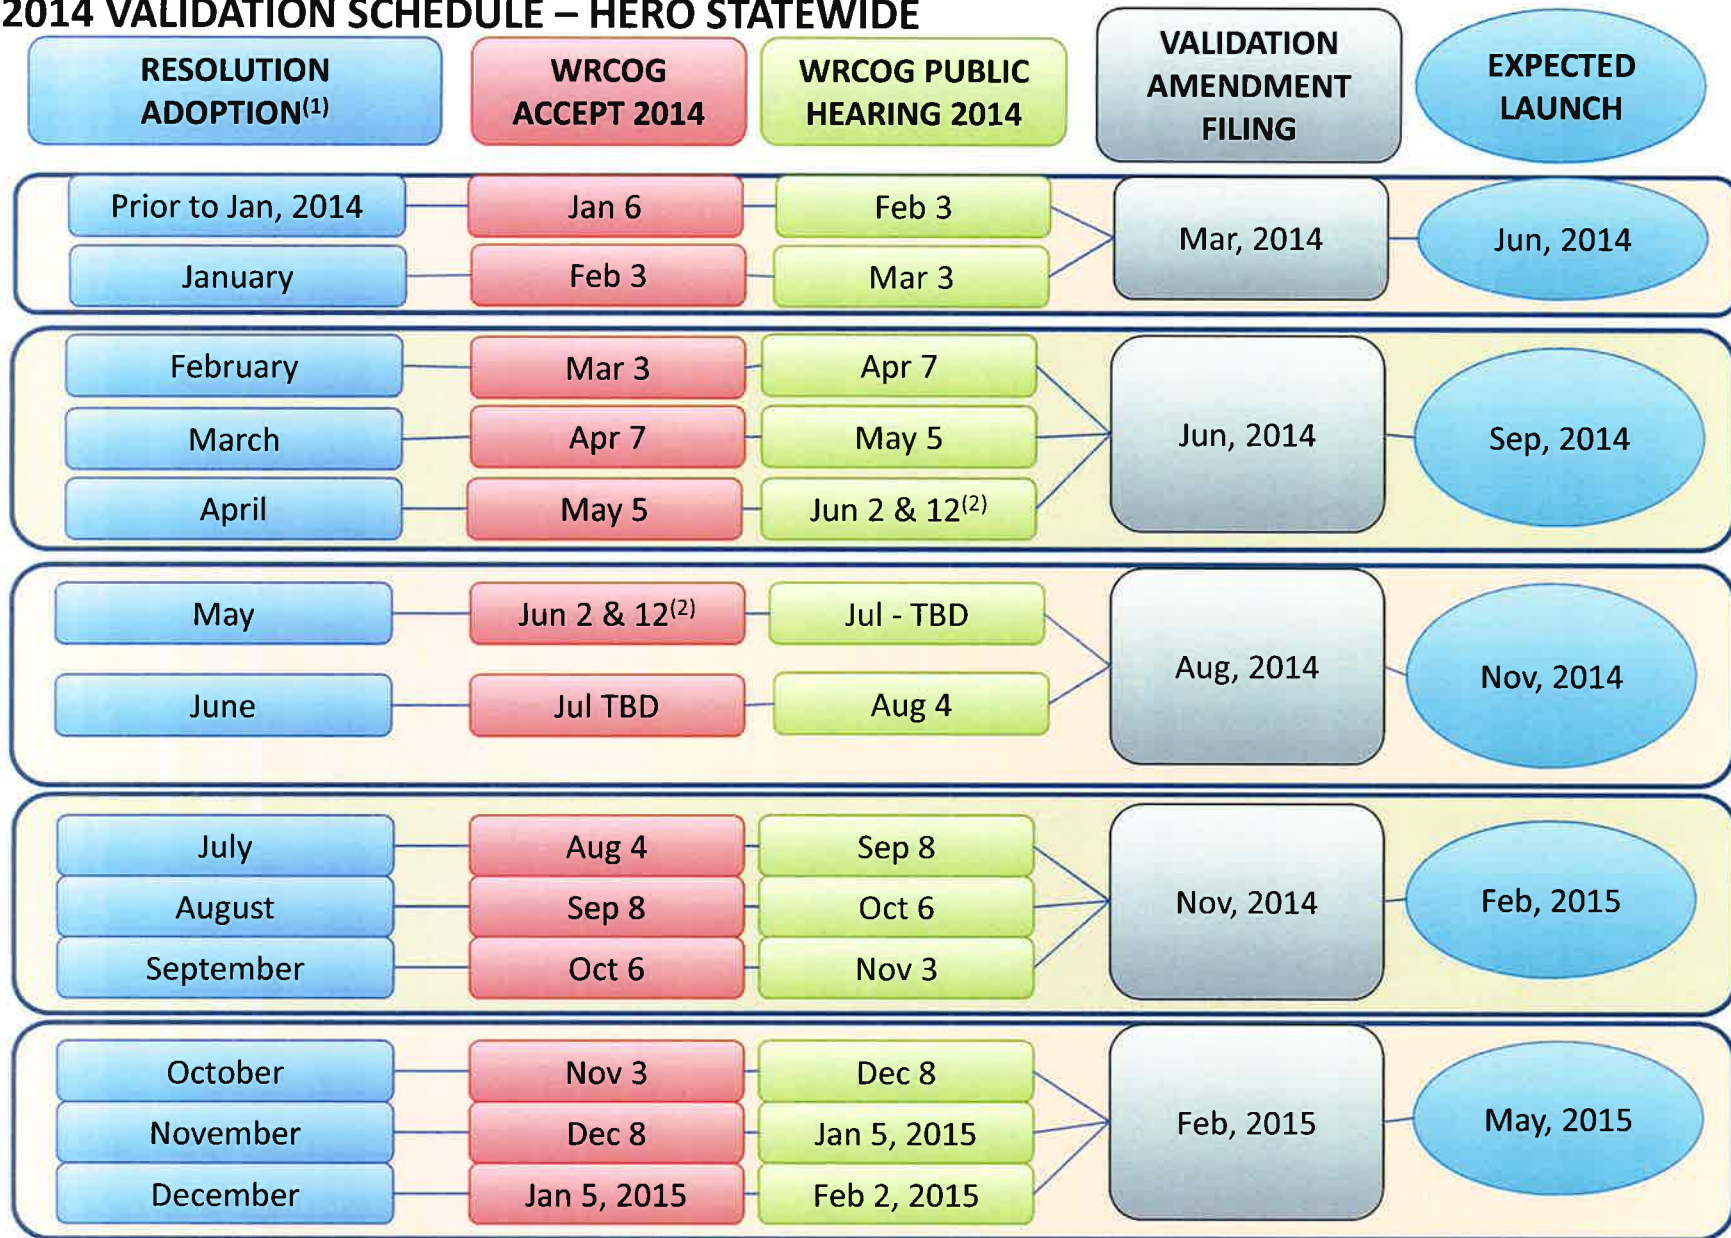 2014 VALIDATION SCHEDULE – HERO STATEWIDE
RESOLUTION
ADOPTION(1)
WRCOG
ACCEPT 2014
WRCOG PUBLIC
HEARING 2014
VALIDATION
AMENDMENT
FILING
EXPECTED
LAUNCH
Prior to Jan, 2014
Jan 6
Feb 3
January
Feb 3
Mar 3
Mar, 2014
Jun, 2014
February
Mar 3
Apr 7
March
Apr 7
May 5
April
May 5
Jun 2 & 12(2)
Jun, 2014
Sep, 2014
May
Jun 2 & 12(2)
Jul - TBD
June
Jul TBD
Aug 4
Aug, 2014
Nov, 2014
July
Aug 4
Sep 8
August
Sep 8
Oct 6
September
Oct 6
Nov 3
Nov, 2014
Feb, 2015
October
Nov 3
Dec 8
November
Dec 8
Jan 5, 2015
December
Jan 5, 2015
Feb 2, 2015
Feb, 2015
May, 2015